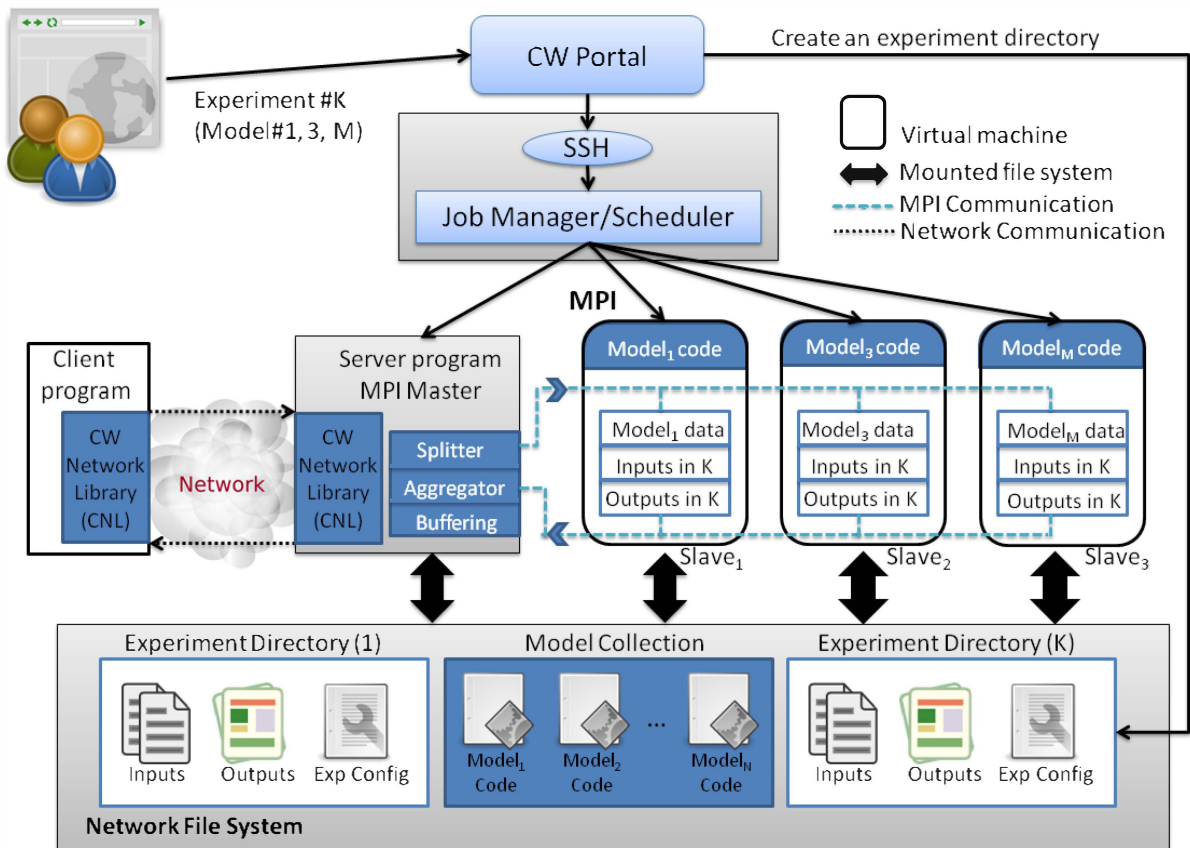 CW Portal
Create an experiment directory
Experiment #K
(Model#1, 3, M)
SSH
Job Manager/Scheduler
Virtual machine
Mounted file system
MPI Communication
Network Communication
MPI
Client
program
CW
Network
Library
(CNL)
Network
Server program
MPI Master
CW
Network
Library
(CNL)
Splitter
Aggregator
Buffering
Model₁ code
Model₁ data
Inputs in K
Outputs in K
Slave₁
Model₃ code
Model₃ data
Inputs in K
Outputs in K
Slave₂
Model_M code
Model_M data
Inputs in K
Outputs in K
Slave₃
Experiment Directory (1)
Inputs
Outputs
Exp Config
Model Collection
Model₁
Code
Model₂
Code
...
Model_N
Code
Experiment Directory (K)
Inputs
Outputs
Exp Config
Network File System